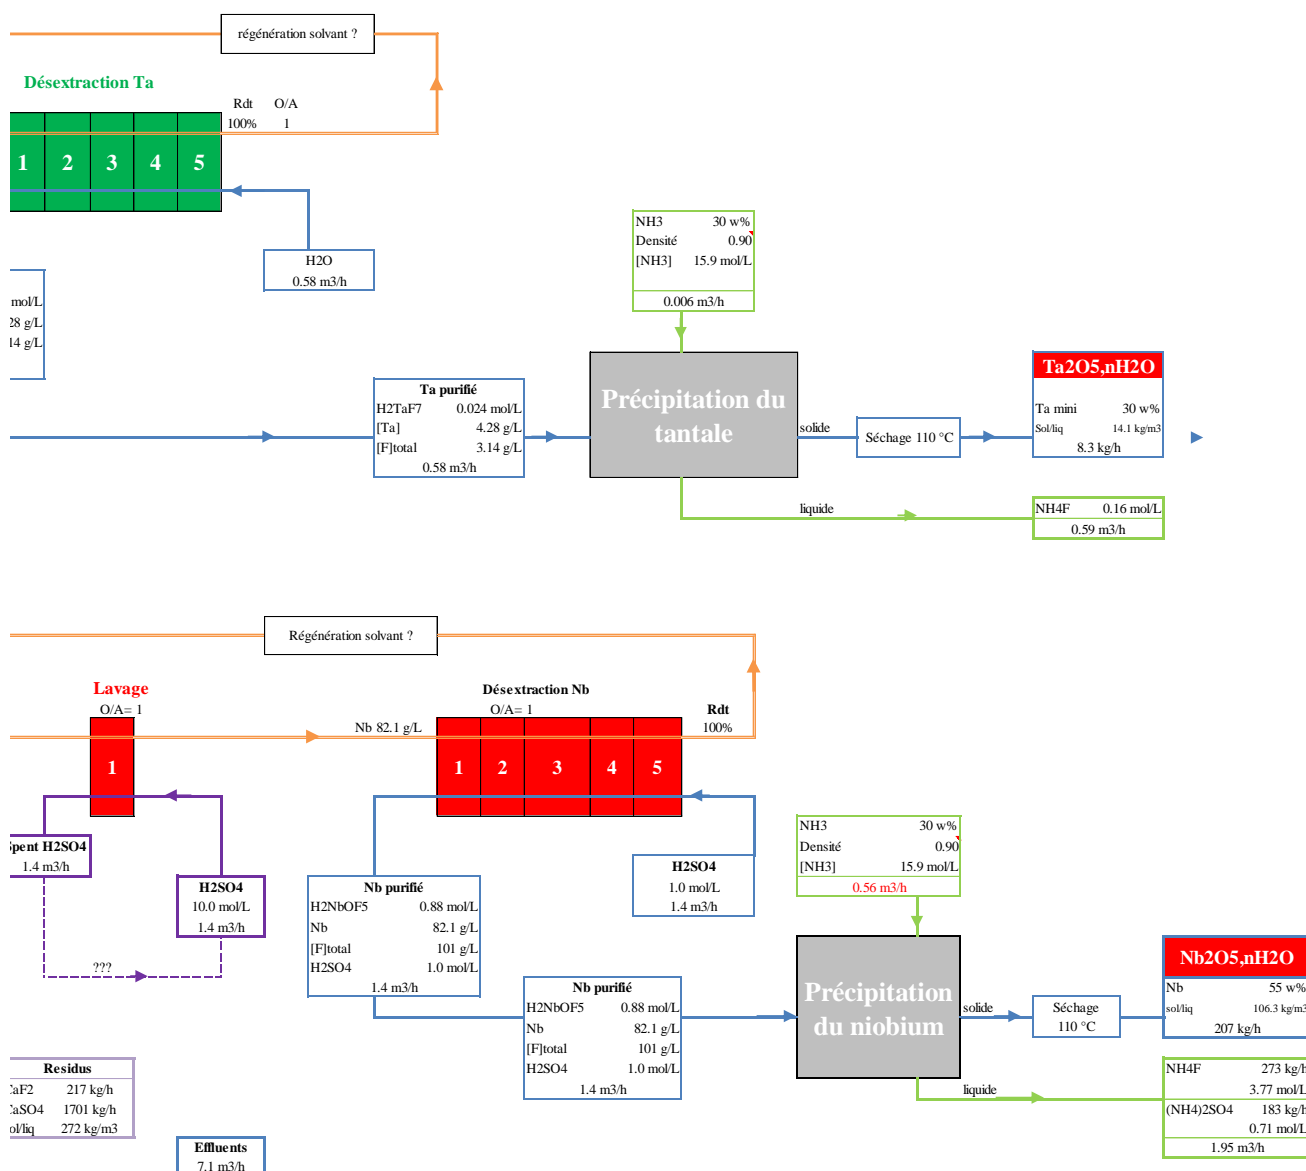 régénération solvant ?
Désextraction Ta
Rdt O/A
100% 1
1 2 3 4 5
H2O
0.58 m3/h
mol/L
28 g/L
14 g/L
NH3 30 w%
Densité 0.90
[NH3] 15.9 mol/L
0.006 m3/h
Ta purifié
H2TaF7 0.024 mol/L
[Ta] 4.28 g/L
[F]total 3.14 g/L
0.58 m3/h
Précipitation du
tantale
solide
Séchage 110 °C
Ta2O5,nH2O
Ta mini 30 w%
Sol/liq 14.1 kg/m3
8.3 kg/h
liquide
NH4F 0.16 mol/L
0.59 m3/h
Régénération solvant ?
Lavage
O/A= 1
1
Nb 82.1 g/L
Désextraction Nb
O/A= 1
Rdt
100%
1 2 3 4 5
Spent H2SO4
1.4 m3/h
H2SO4
10.0 mol/L
1.4 m3/h
???
Nb purifié
H2NbOF5 0.88 mol/L
Nb 82.1 g/L
[F]total 101 g/L
H2SO4 1.0 mol/L
1.4 m3/h
H2SO4
1.0 mol/L
1.4 m3/h
NH3 30 w%
Densité 0.90
[NH3] 15.9 mol/L
0.56 m3/h
Nb purifié
H2NbOF5 0.88 mol/L
Nb 82.1 g/L
[F]total 101 g/L
H2SO4 1.0 mol/L
1.4 m3/h
Précipitation
du niobium
solide
Séchage
110 °C
Nb2O5,nH2O
Nb 55 w%
sol/liq 106.3 kg/m3
207 kg/h
liquide
NH4F 273 kg/h
3.77 mol/L
(NH4)2SO4 183 kg/h
0.71 mol/L
1.95 m3/h
Residus
CaF2 217 kg/h
CaSO4 1701 kg/h
sol/liq 272 kg/m3
Effluents
7.1 m3/h